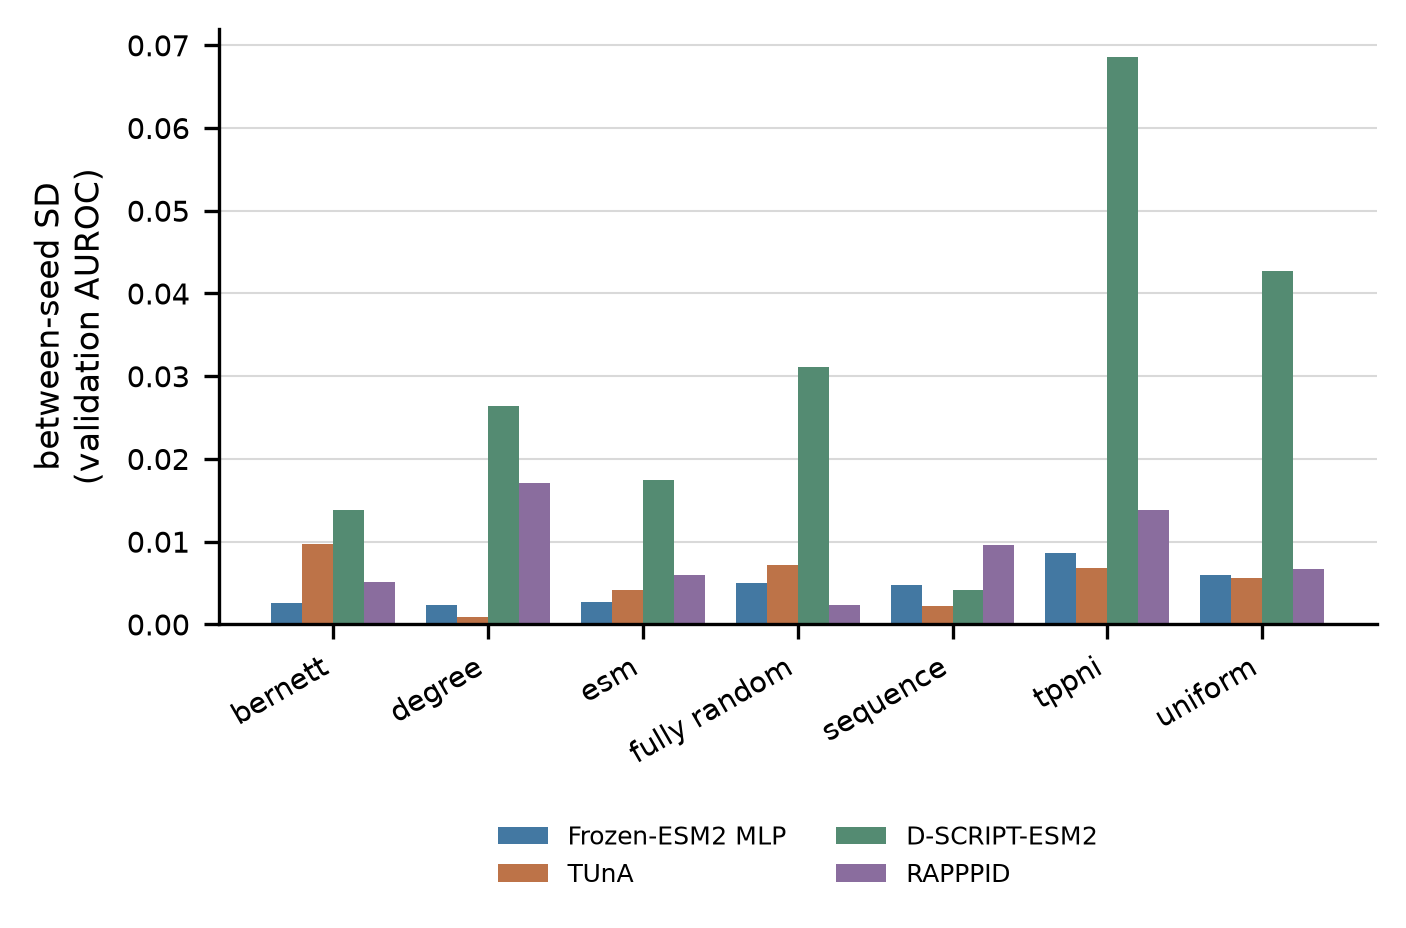 between-seed SD
(validation AUROC)
0.07
0.06
0.05
0.04
0.03
0.02
0.01
0.00
bernett
degree
esm
fully random
sequence
tppni
uniform
Frozen-ESM2 MLP
TUnA
D-SCRIPT-ESM2
RAPPPID